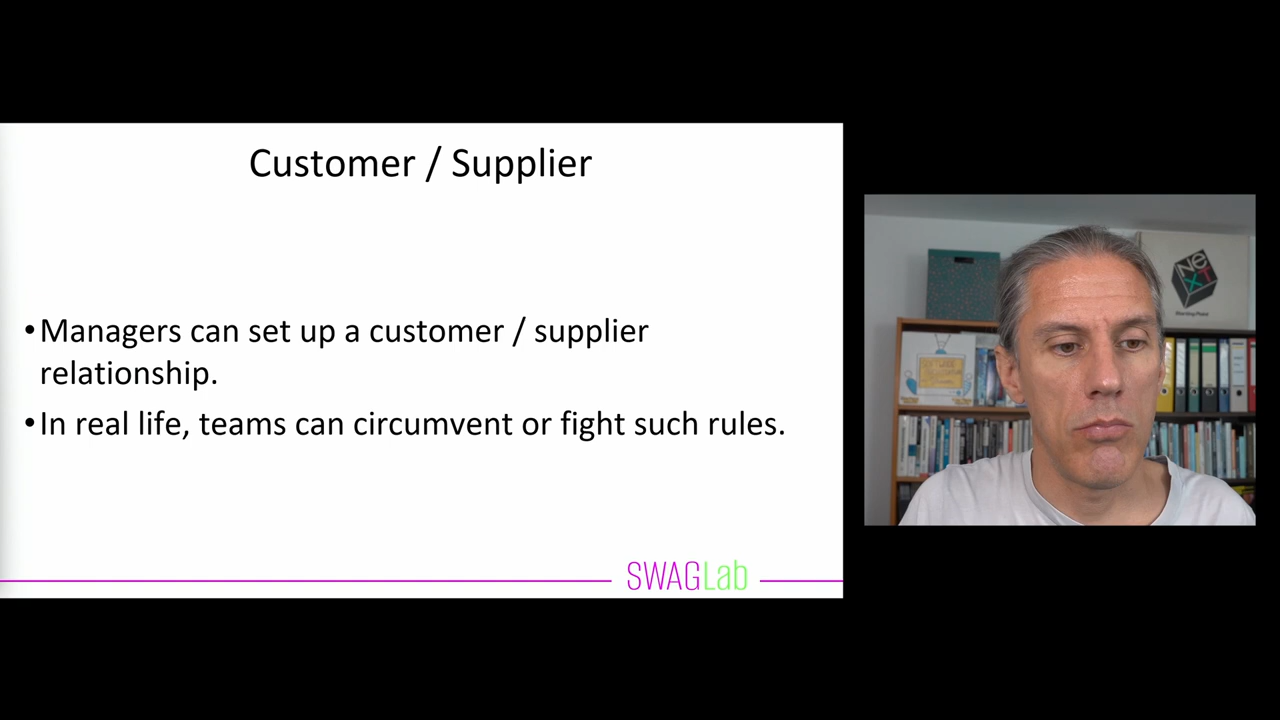 Customer / Supplier
•Managers can set up a customer / supplier
relationship.
•In real life, teams can circumvent or fight such rules.
SWAGLab
NeXT